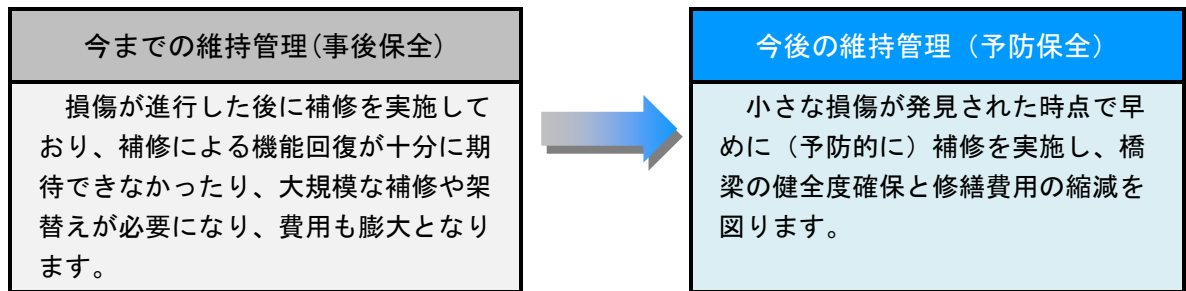 今までの維持管理(事後保全)
損傷が進行した後に補修を実施して
おり、補修による機能回復が十分に期
待できなかったり、大規模な補修や架
替えが必要になり、費用も膨大となり
ます。
今後の維持管理（予防保全）
小さな損傷が発見された時点で早
めに（予防的に）補修を実施し、橋
梁の健全度確保と修繕費用の縮減を
図ります。